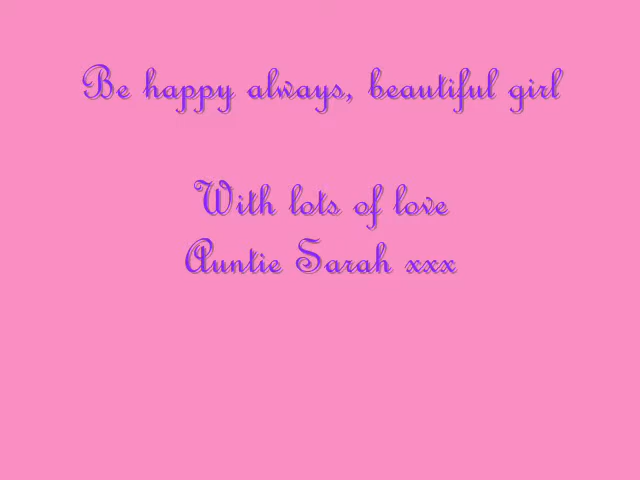 Be happy always, beautiful girl
With lots of love
Auntie Sarah xxx